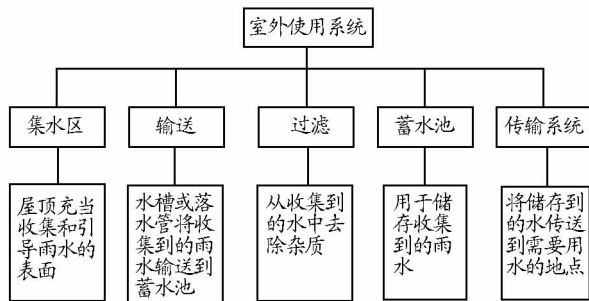 室外使用系统
集水区
输送
过滤
蓄水池
传输系统
屋顶充当
收集和引
导雨水的
表面
水槽或落
水管将收
集到的雨
水输送到
蓄水池
从收集到
的水中去
除杂质
用于储
存收集
到的雨
水
将储存到
的水传送
到需要用
水的地点